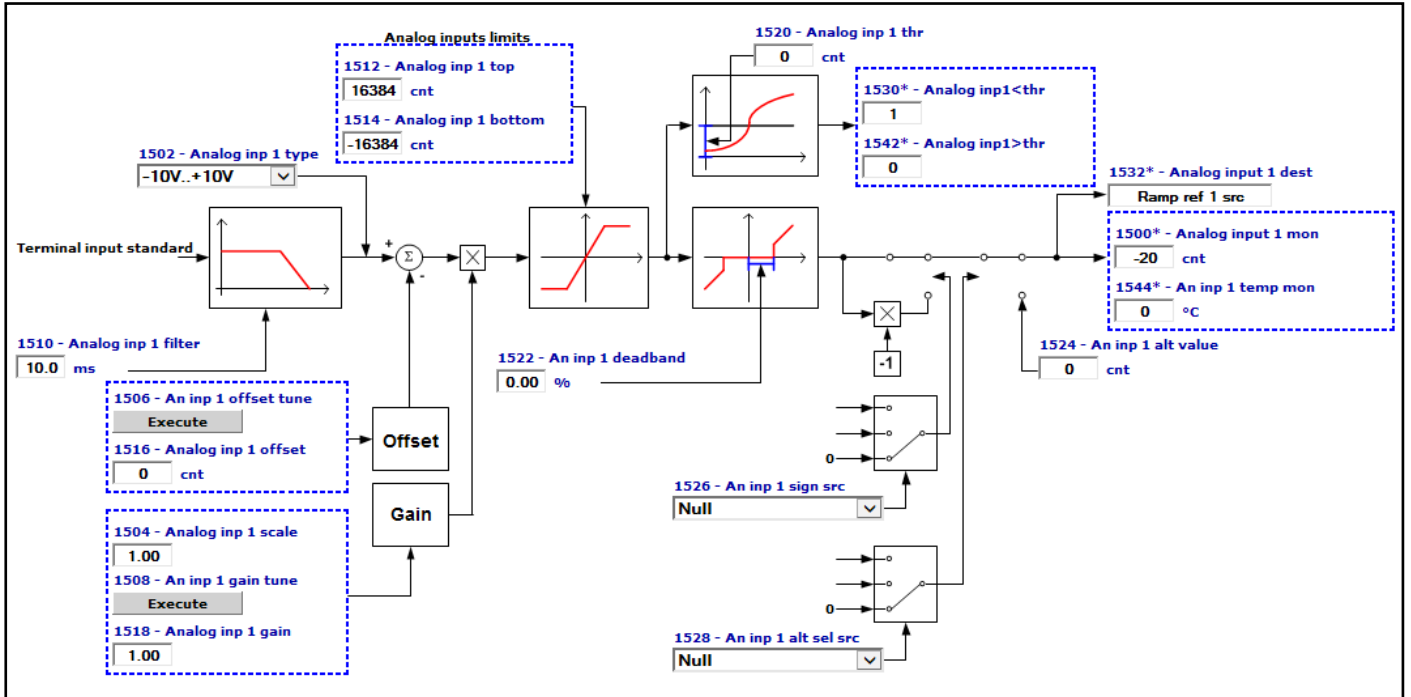 Analog inputs limits
1512 - Analog inp 1 top
16384 cnt
1514 - Analog inp 1 bottom
-16384 cnt
1520 - Analog inp 1 thr
0 cnt
1530* - Analog inp1<thr
1
1542* - Analog inp1>thr
0
1502 - Analog inp 1 type
-10V..+10V
1532* - Analog input 1 dest
Ramp ref 1 src
Terminal input standard
+
Σ
-
X
1500* - Analog input 1 mon
-20 cnt
1544* - An inp 1 temp mon
0 °C
X
-1
1510 - Analog inp 1 filter
10.0 ms
1522 - An inp 1 deadband
0.00 %
1524 - An inp 1 alt value
0 cnt
1506 - An inp 1 offset tune
Execute
1516 - Analog inp 1 offset
0 cnt
Offset
0
1526 - An inp 1 sign src
Null
Gain
1504 - Analog inp 1 scale
1.00
1508 - An inp 1 gain tune
Execute
1518 - Analog inp 1 gain
1.00
0
1528 - An inp 1 alt sel src
Null